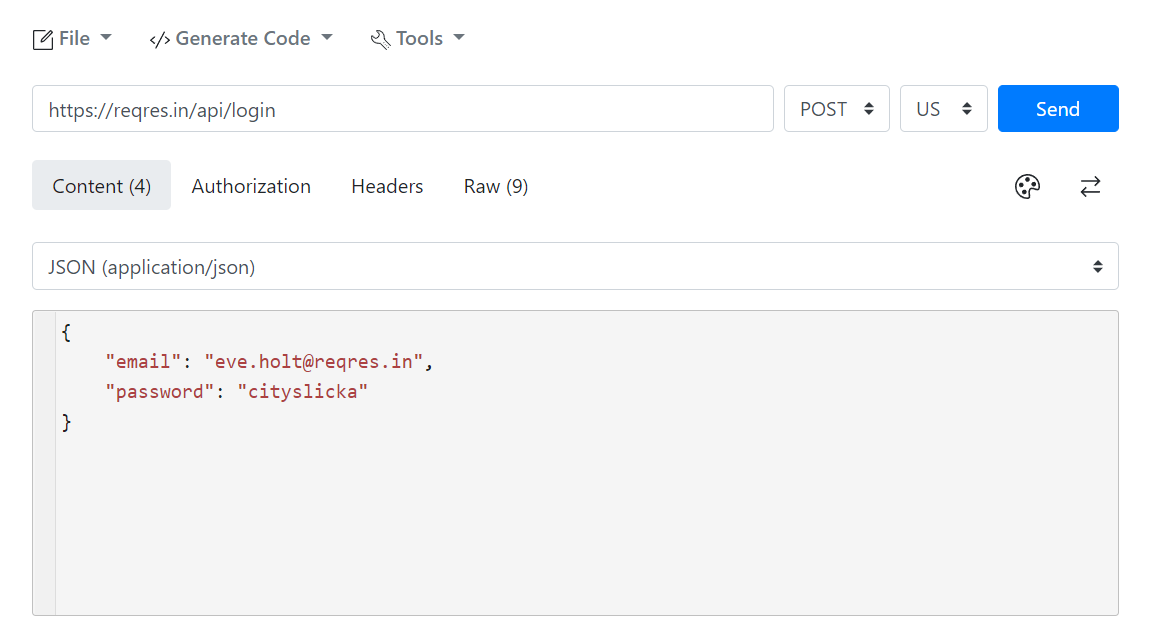 File Generate Code Tools
https://reqres.in/api/login POST US Send
Content (4) Authorization Headers Raw (9)
JSON (application/json)
{
    "email": "eve.holt@reqres.in",
    "password": "cityslicka"
}